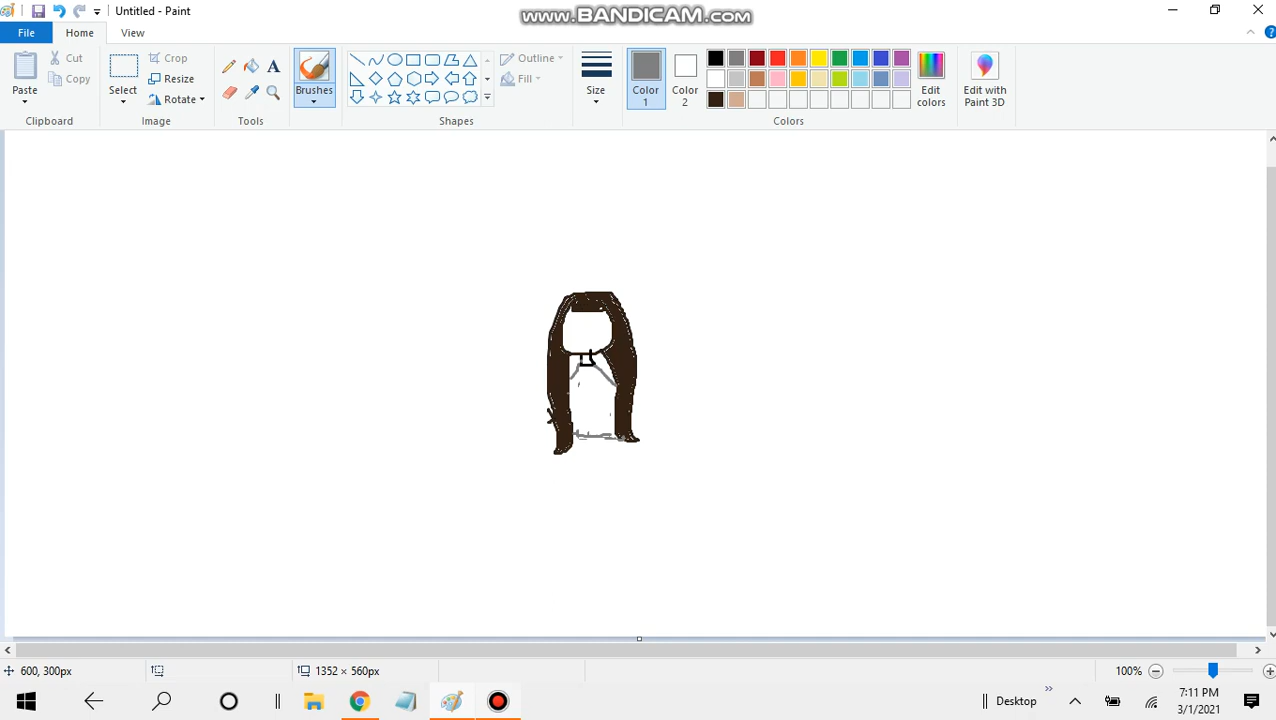 Untitled - Paint
WWW.BANDICAM.COM
File
Home
View
Paste
Cut
Copy
Clipboard
Select
Crop
Resize
Rotate
Image
A
Tools
Brushes
Shapes
Outline
Fill
Size
Color 1
Color 2
Colors
Edit colors
Edit with Paint 3D
600, 300px
1352 × 560px
100%
Desktop
7:11 PM
3/1/2021